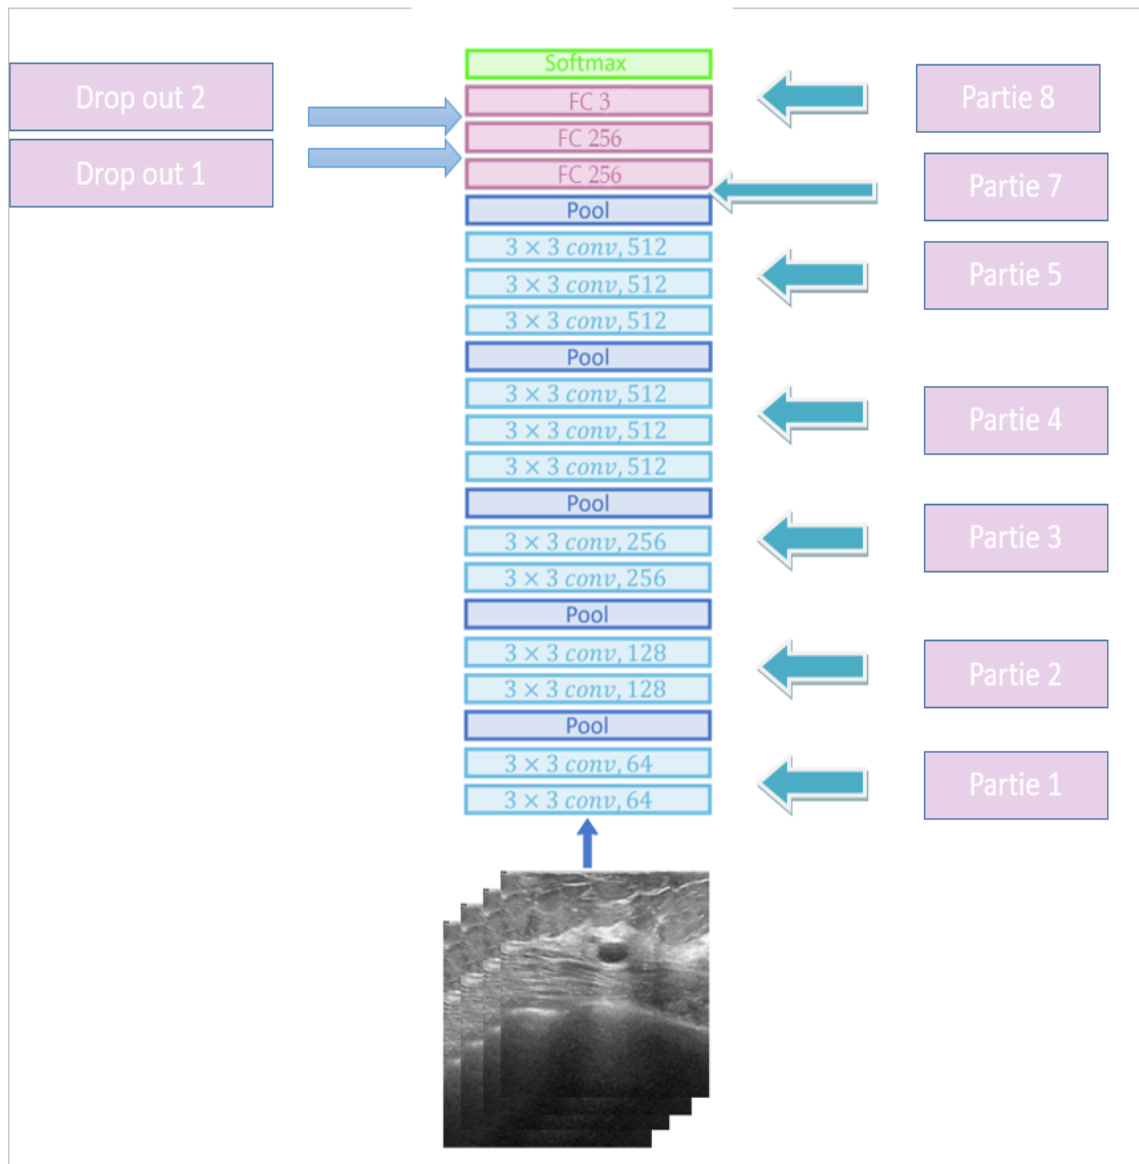 Softmax
Drop out 2
FC 3
Partie 8
FC 256
Drop out 1
FC 256
Partie 7
Pool
3 × 3 conv, 512
Partie 5
3 × 3 conv, 512
3 × 3 conv, 512
Pool
3 × 3 conv, 512
Partie 4
3 × 3 conv, 512
3 × 3 conv, 512
Pool
3 × 3 conv, 256
Partie 3
3 × 3 conv, 256
Pool
3 × 3 conv, 128
Partie 2
3 × 3 conv, 128
Pool
3 × 3 conv, 64
Partie 1
3 × 3 conv, 64